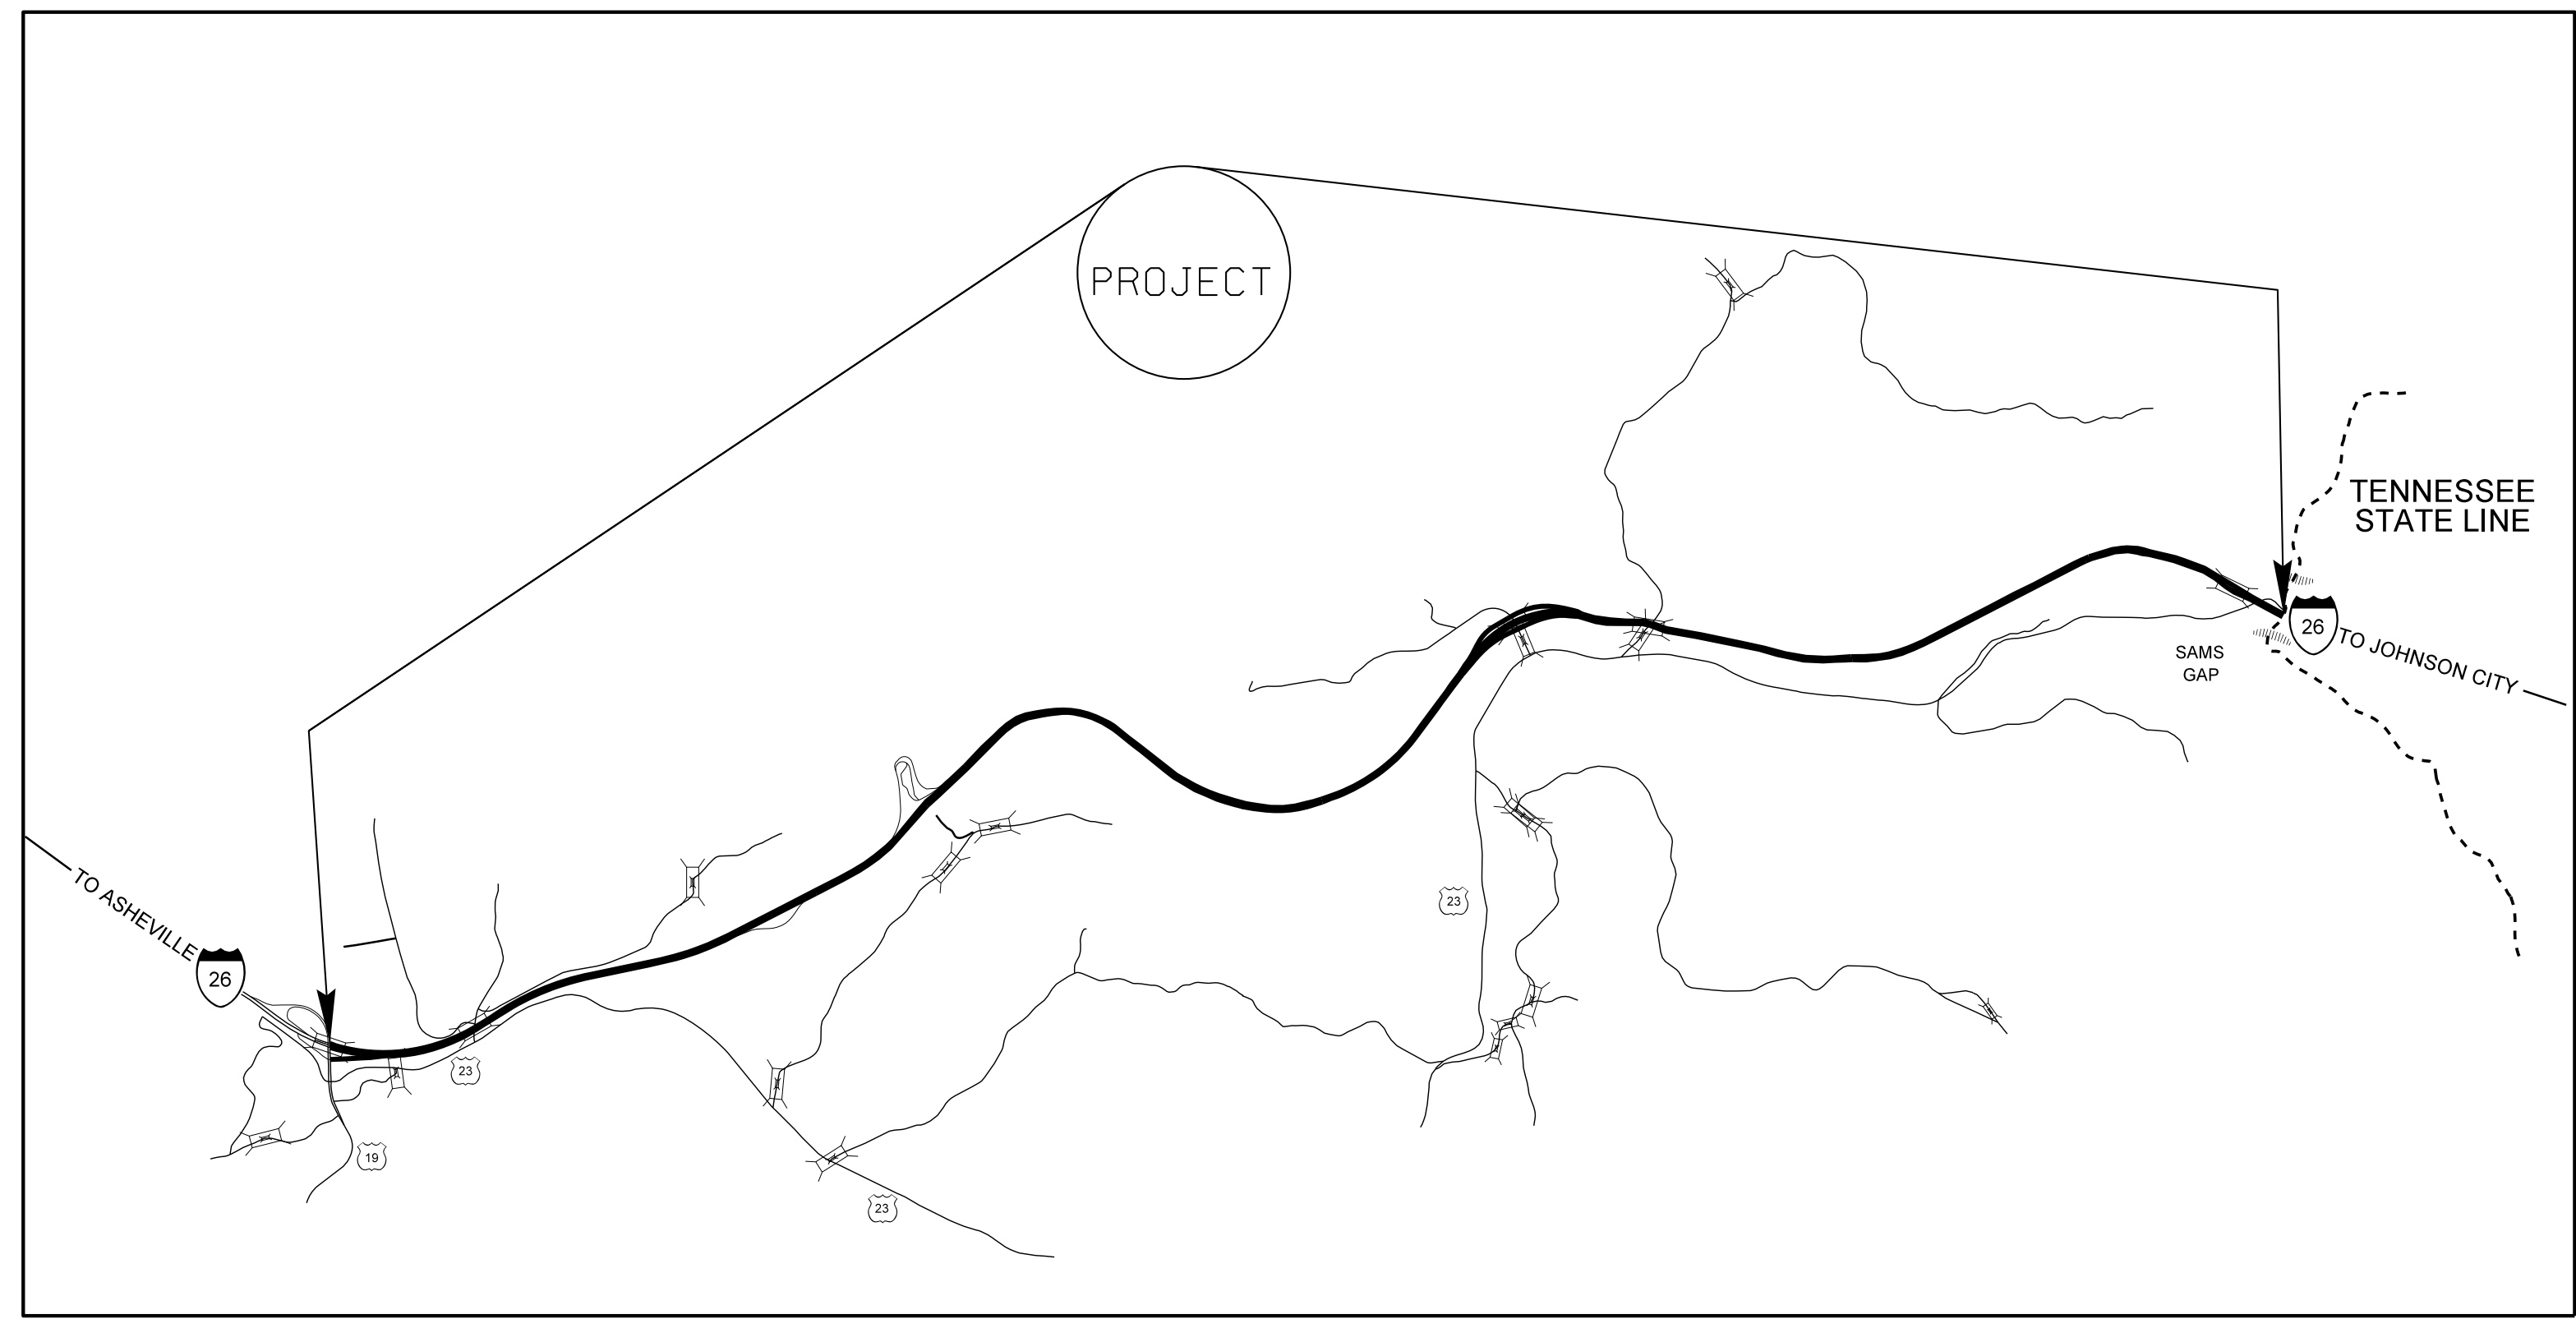 PROJECT
TENNESSEE
STATE LINE
26
TO JOHNSON CITY
SAMS
GAP
TO ASHEVILLE
26
23
23
19
23